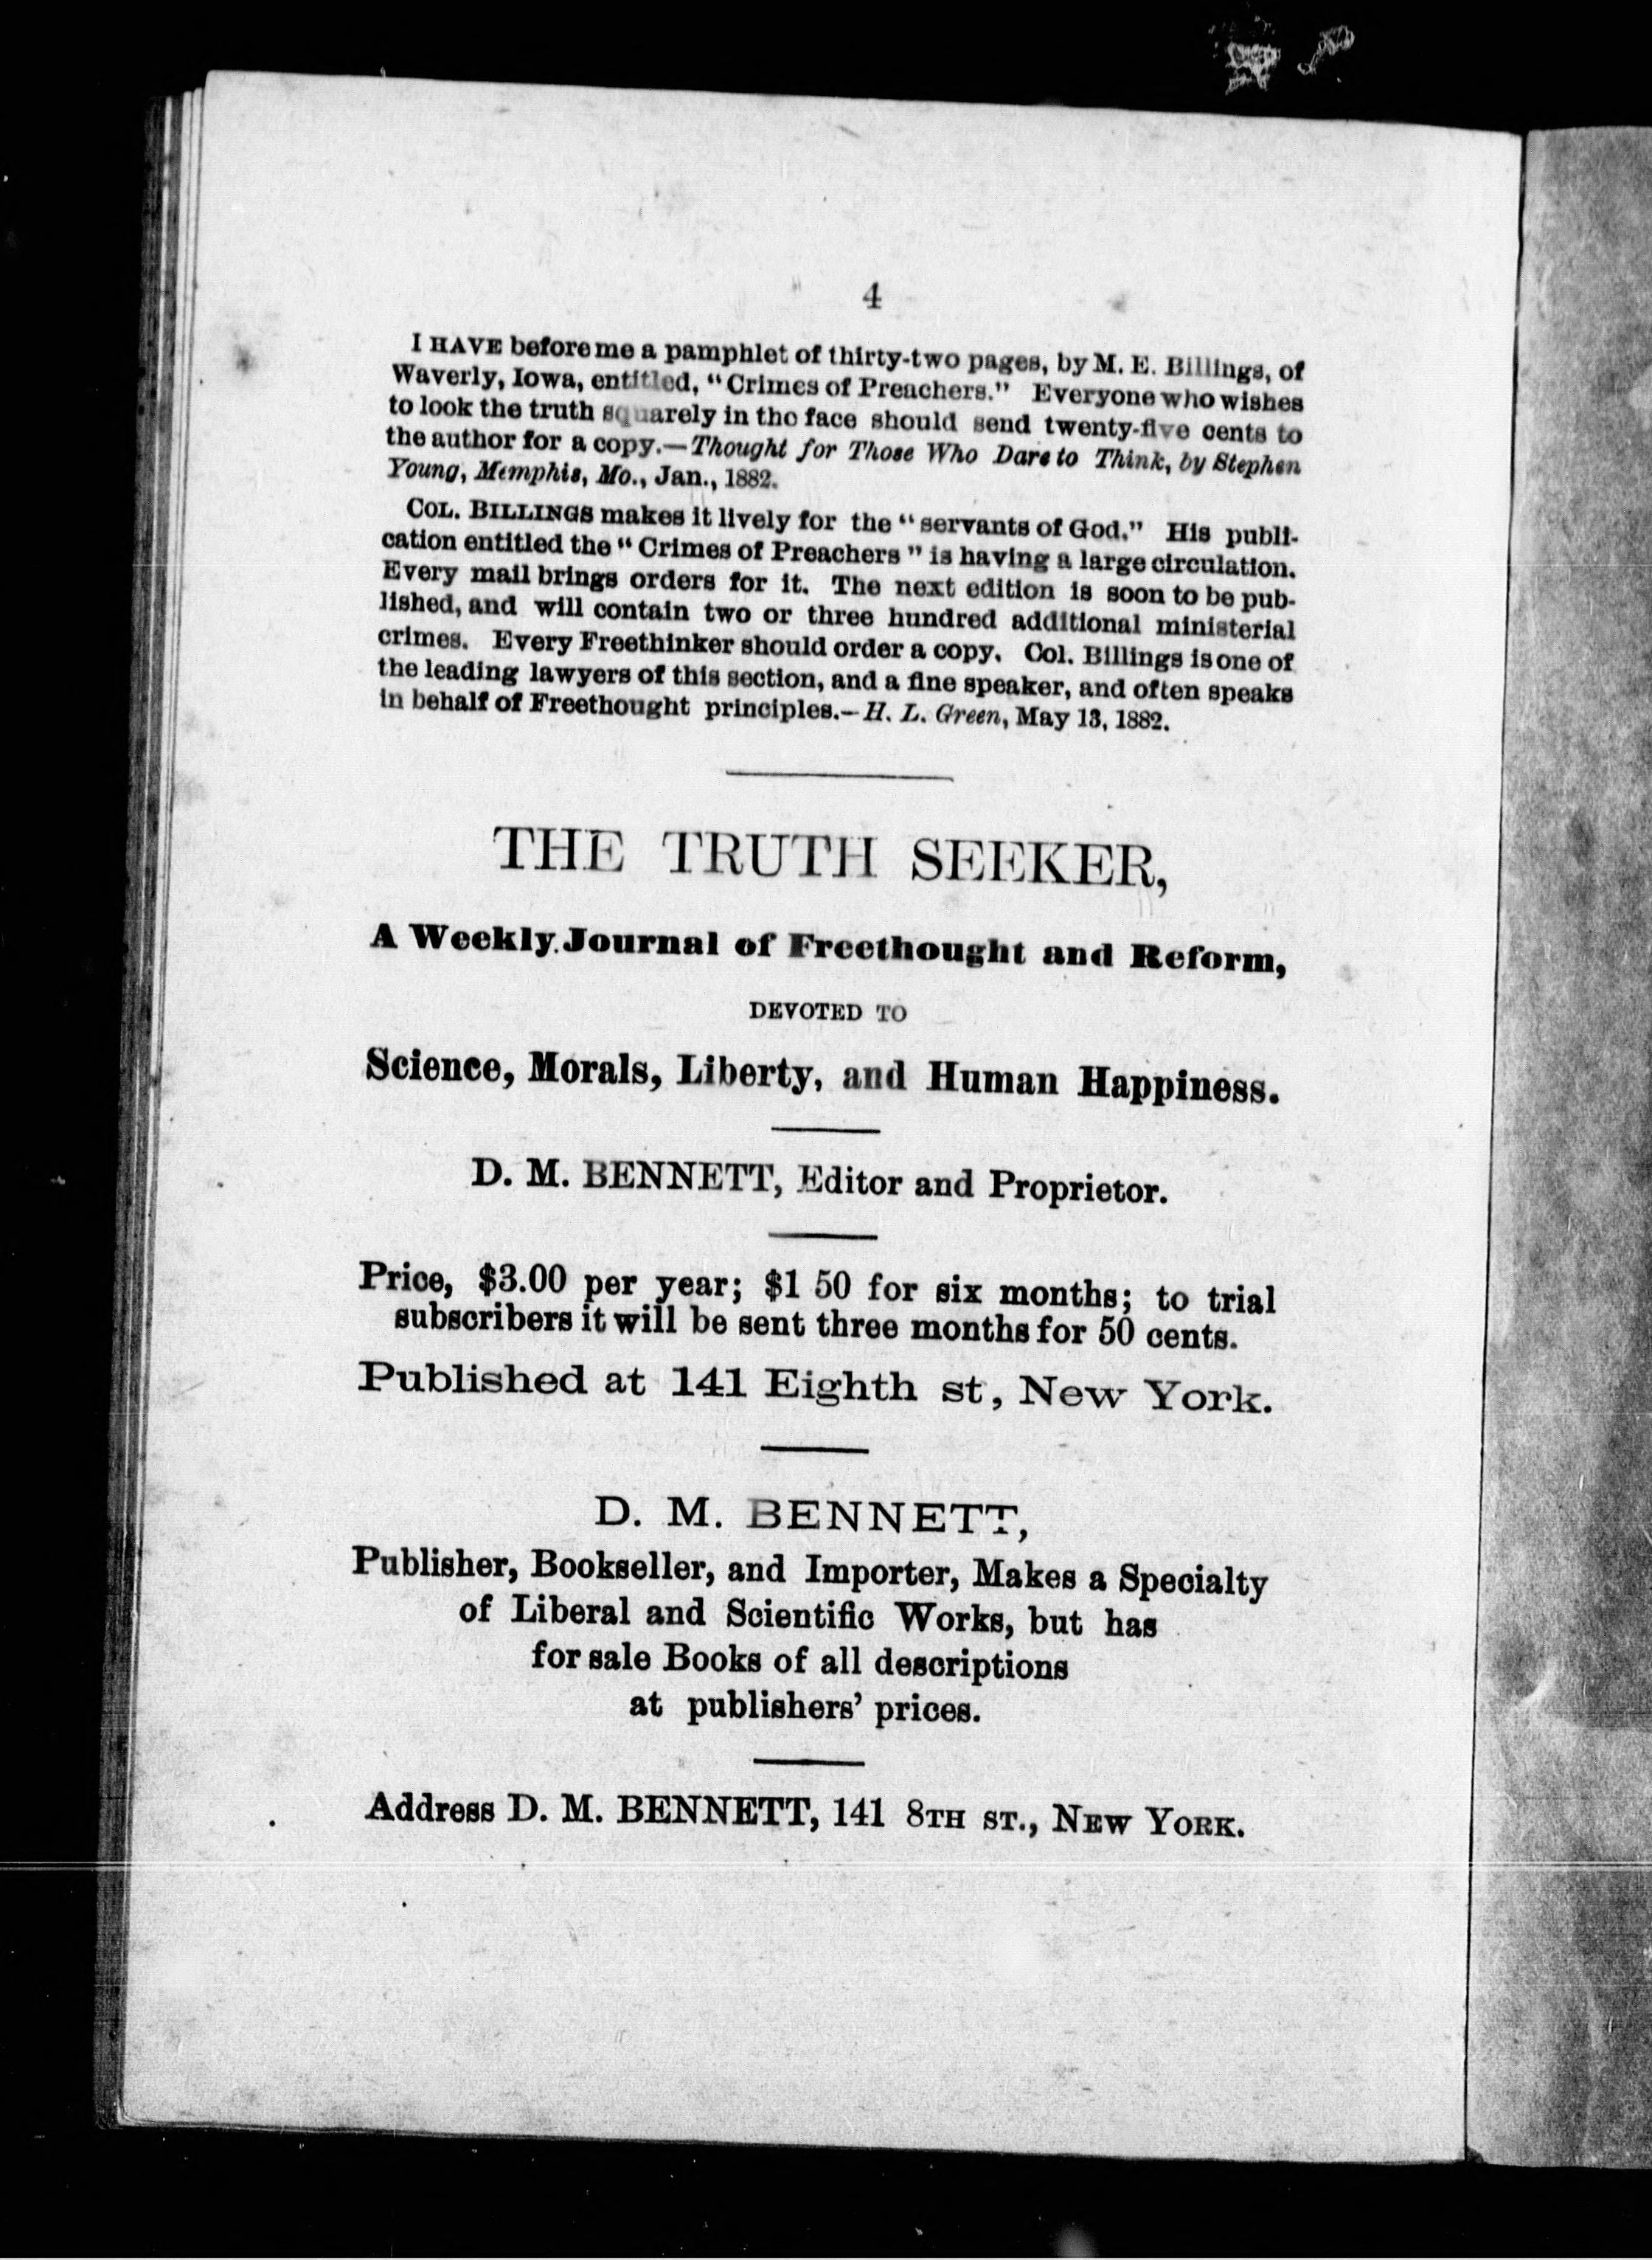 4
I HAVE before me a pamphlet of thirty-two pages, by M. E. Billings, of
Waverly, Iowa, entitled, "Crimes of Preachers." Everyone who wishes
to look the truth squarely in the face should send twenty-five cents to
the author for a copy.—Thought for Those Who Dare to Think, by Stephen
Young, Memphis, Mo., Jan., 1882.
COL. BILLINGS makes it lively for the "servants of God." His publi-
cation entitled the "Crimes of Preachers" is having a large circulation.
Every mail brings orders for it. The next edition is soon to be pub-
lished, and will contain two or three hundred additional ministerial
crimes. Every Freethinker should order a copy. Col. Billings is one of
the leading lawyers of this section, and a fine speaker, and often speaks
in behalf of Freethought principles.—H. L. Green, May 13, 1882.
THE TRUTH SEEKER,
A Weekly Journal of Freethought and Reform,
DEVOTED TO
Science, Morals, Liberty, and Human Happiness.
D. M. BENNETT, Editor and Proprietor.
Price, $3.00 per year; $1 50 for six months; to trial
subscribers it will be sent three months for 50 cents.
Published at 141 Eighth st, New York.
D. M. BENNETT,
Publisher, Bookseller, and Importer, Makes a Specialty
of Liberal and Scientific Works, but has
for sale Books of all descriptions
at publishers' prices.
Address D. M. BENNETT, 141 8TH ST., NEW YORK.